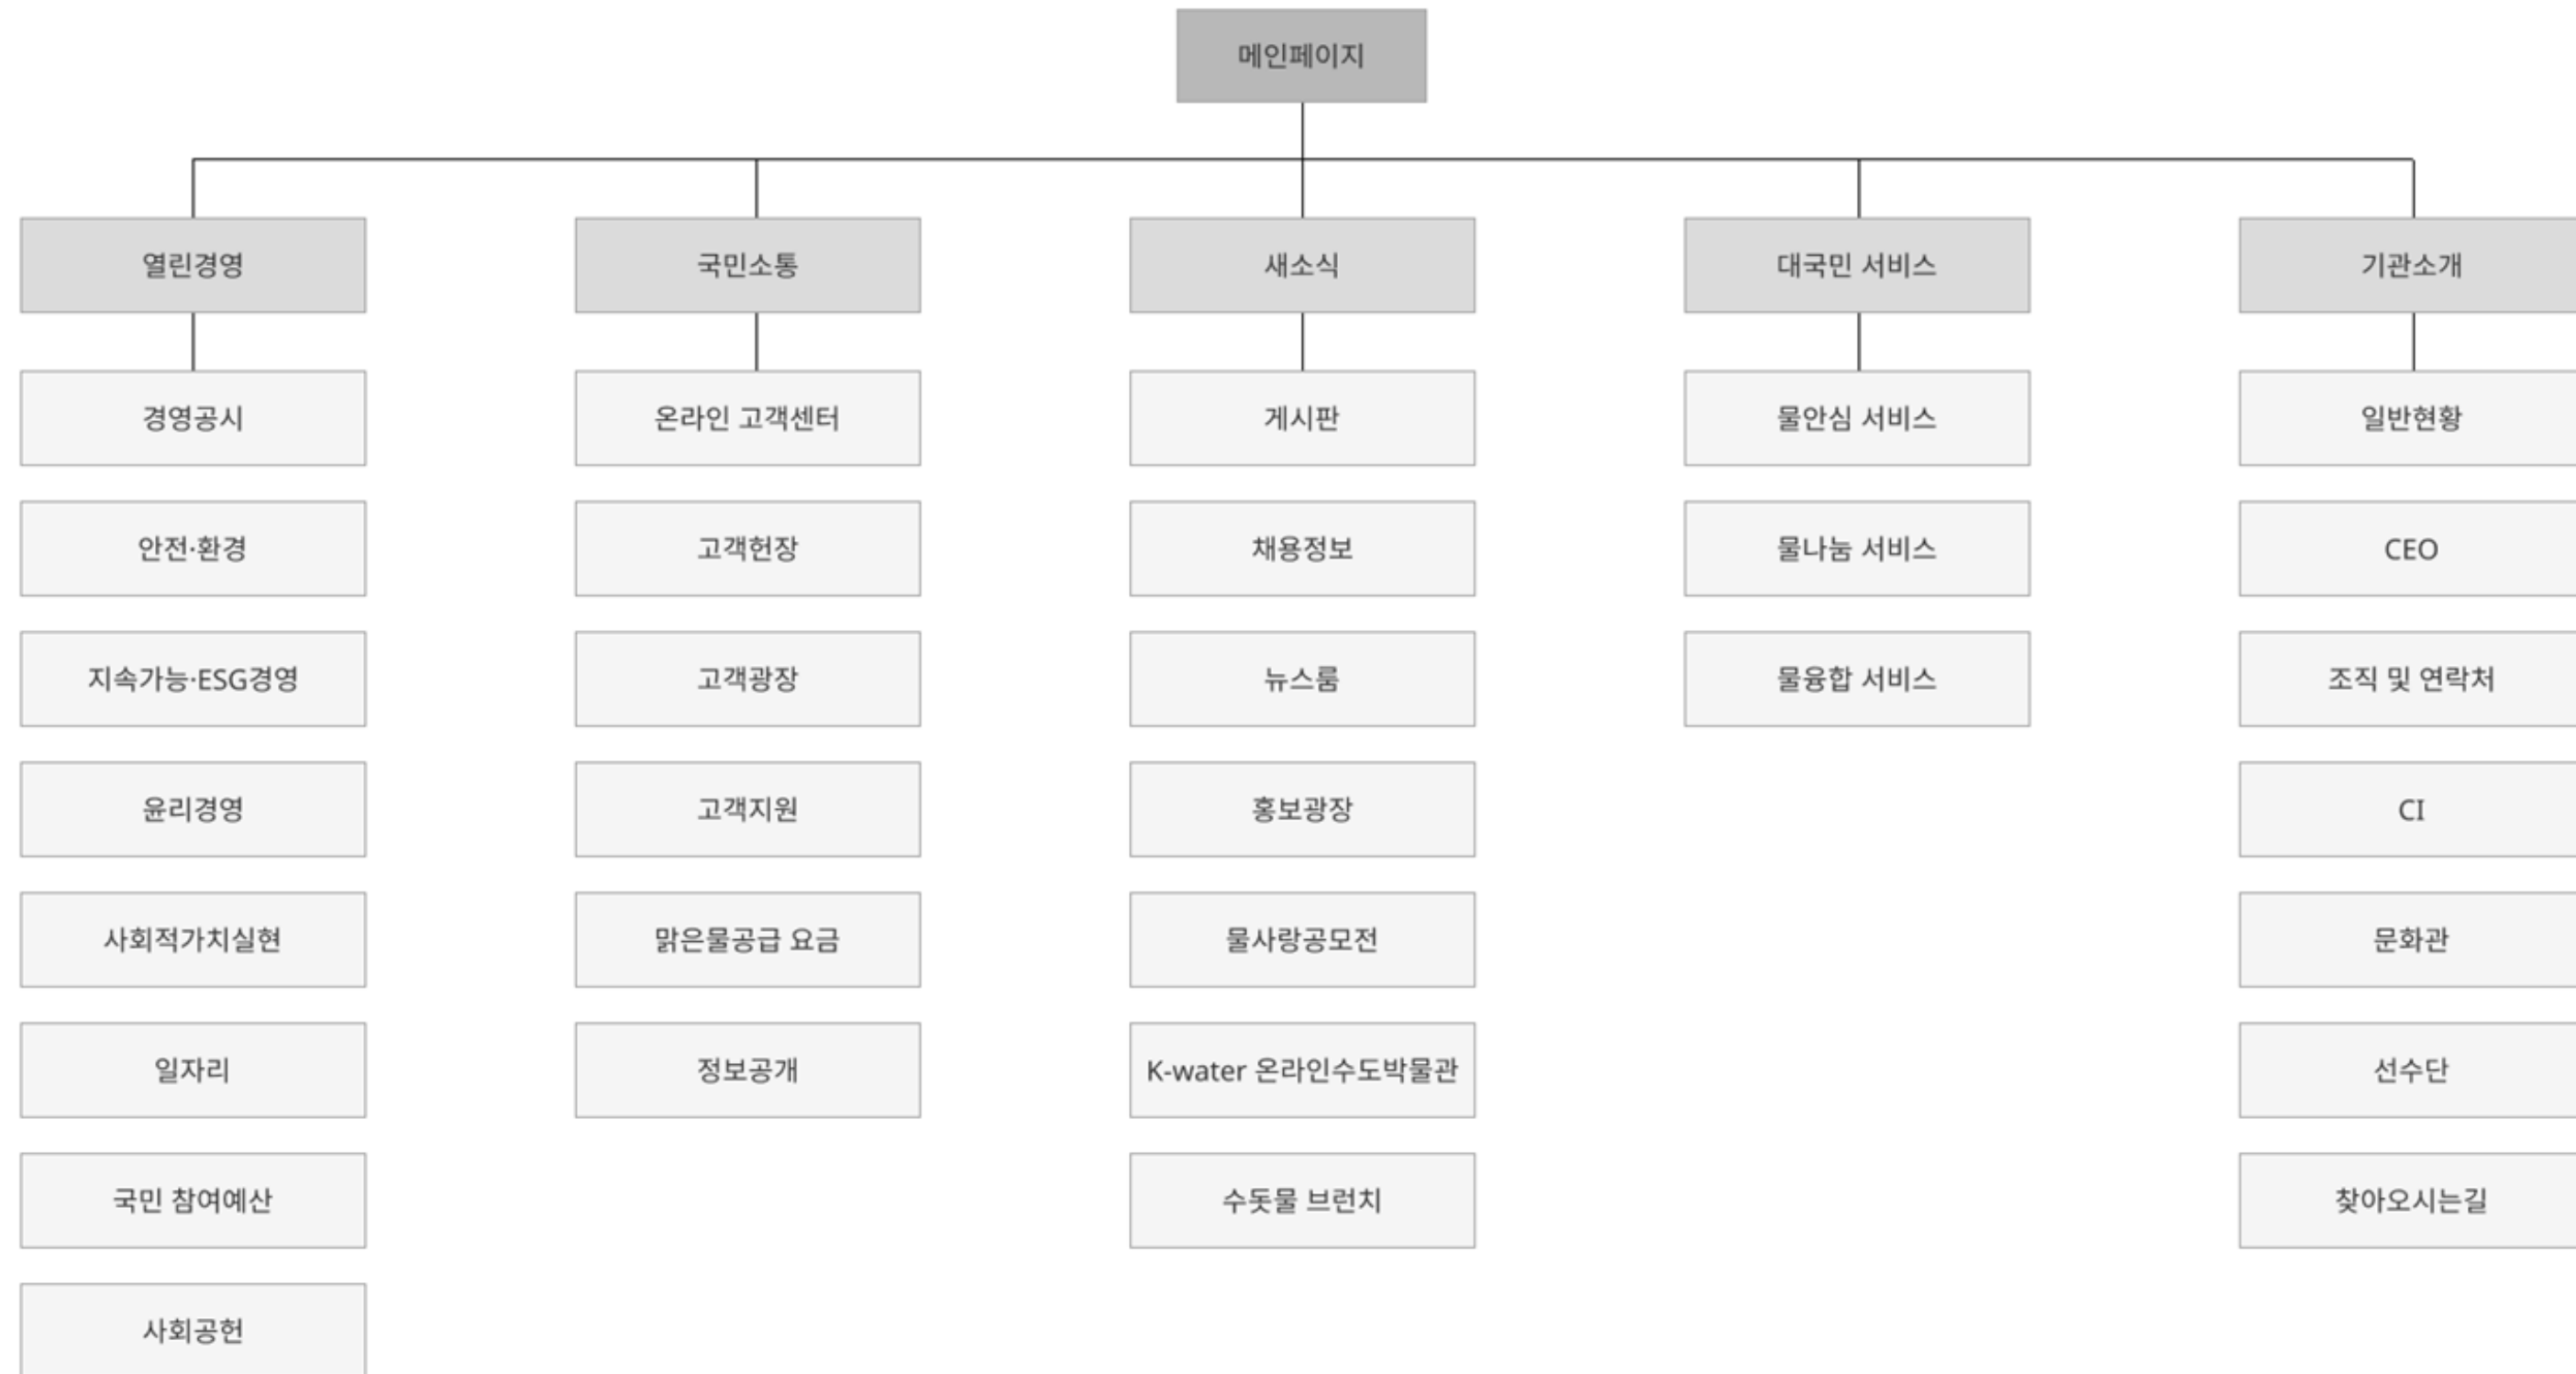 메인페이지
열린경영
국민소통
새소식
대국민 서비스
기관소개
경영공시
온라인 고객센터
게시판
물안심 서비스
일반현황
안전·환경
고객헌장
채용정보
물나눔 서비스
CEO
지속가능·ESG경영
고객광장
뉴스룸
물융합 서비스
조직 및 연락처
윤리경영
고객지원
홍보광장
CI
사회적가치실현
맑은물공급 요금
물사랑공모전
문화관
일자리
정보공개
K-water 온라인수도박물관
선수단
국민 참여예산
수돗물 브런치
찾아오시는길
사회공헌